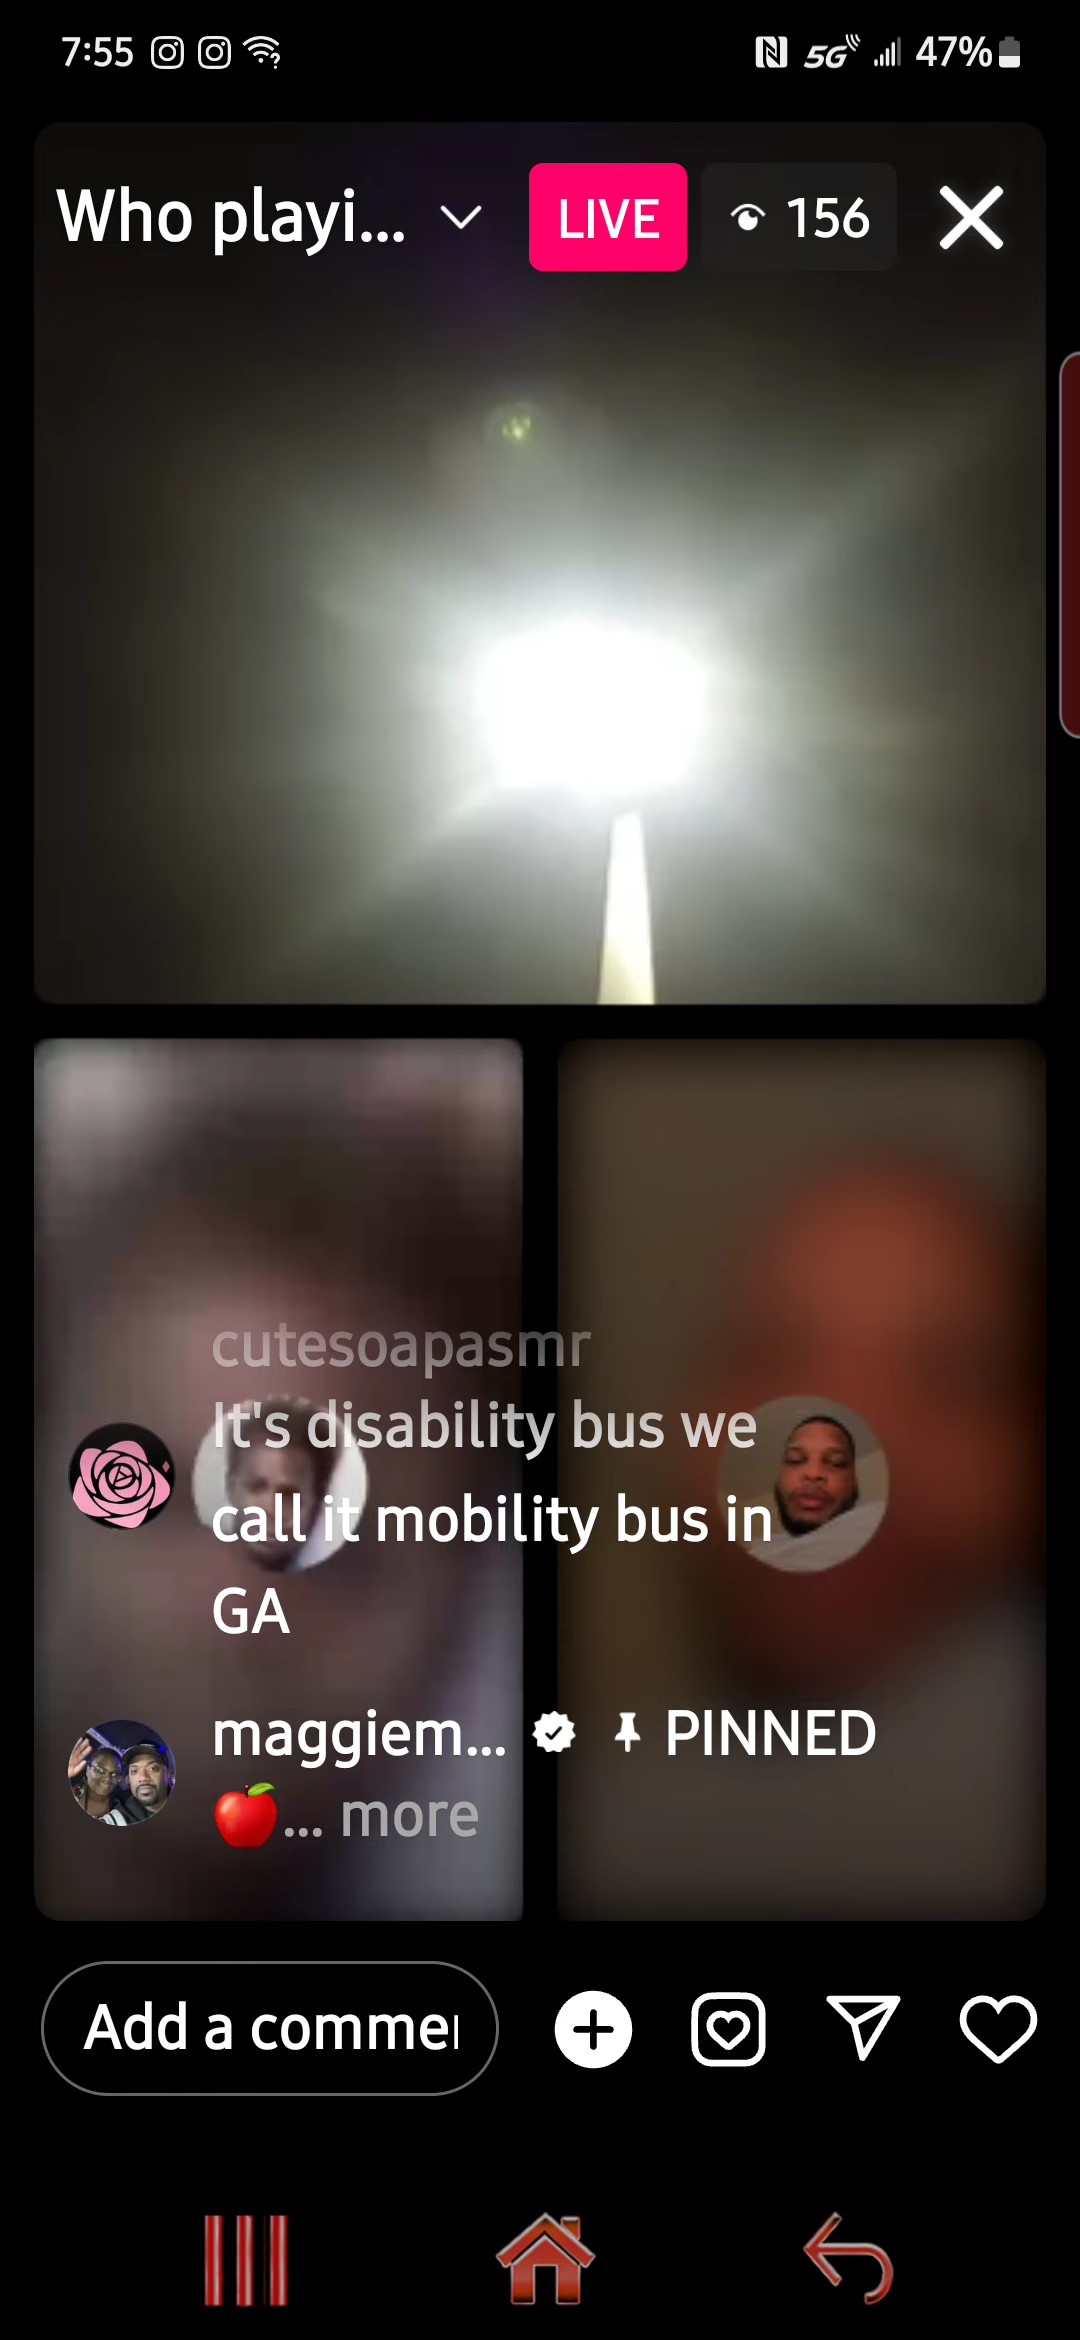 7:55
5G 47%
Who playi... LIVE 156
cutesoapasmr
It's disability bus we
call it mobility bus in
GA
maggiem... PINNED
🍎... more
Add a commen